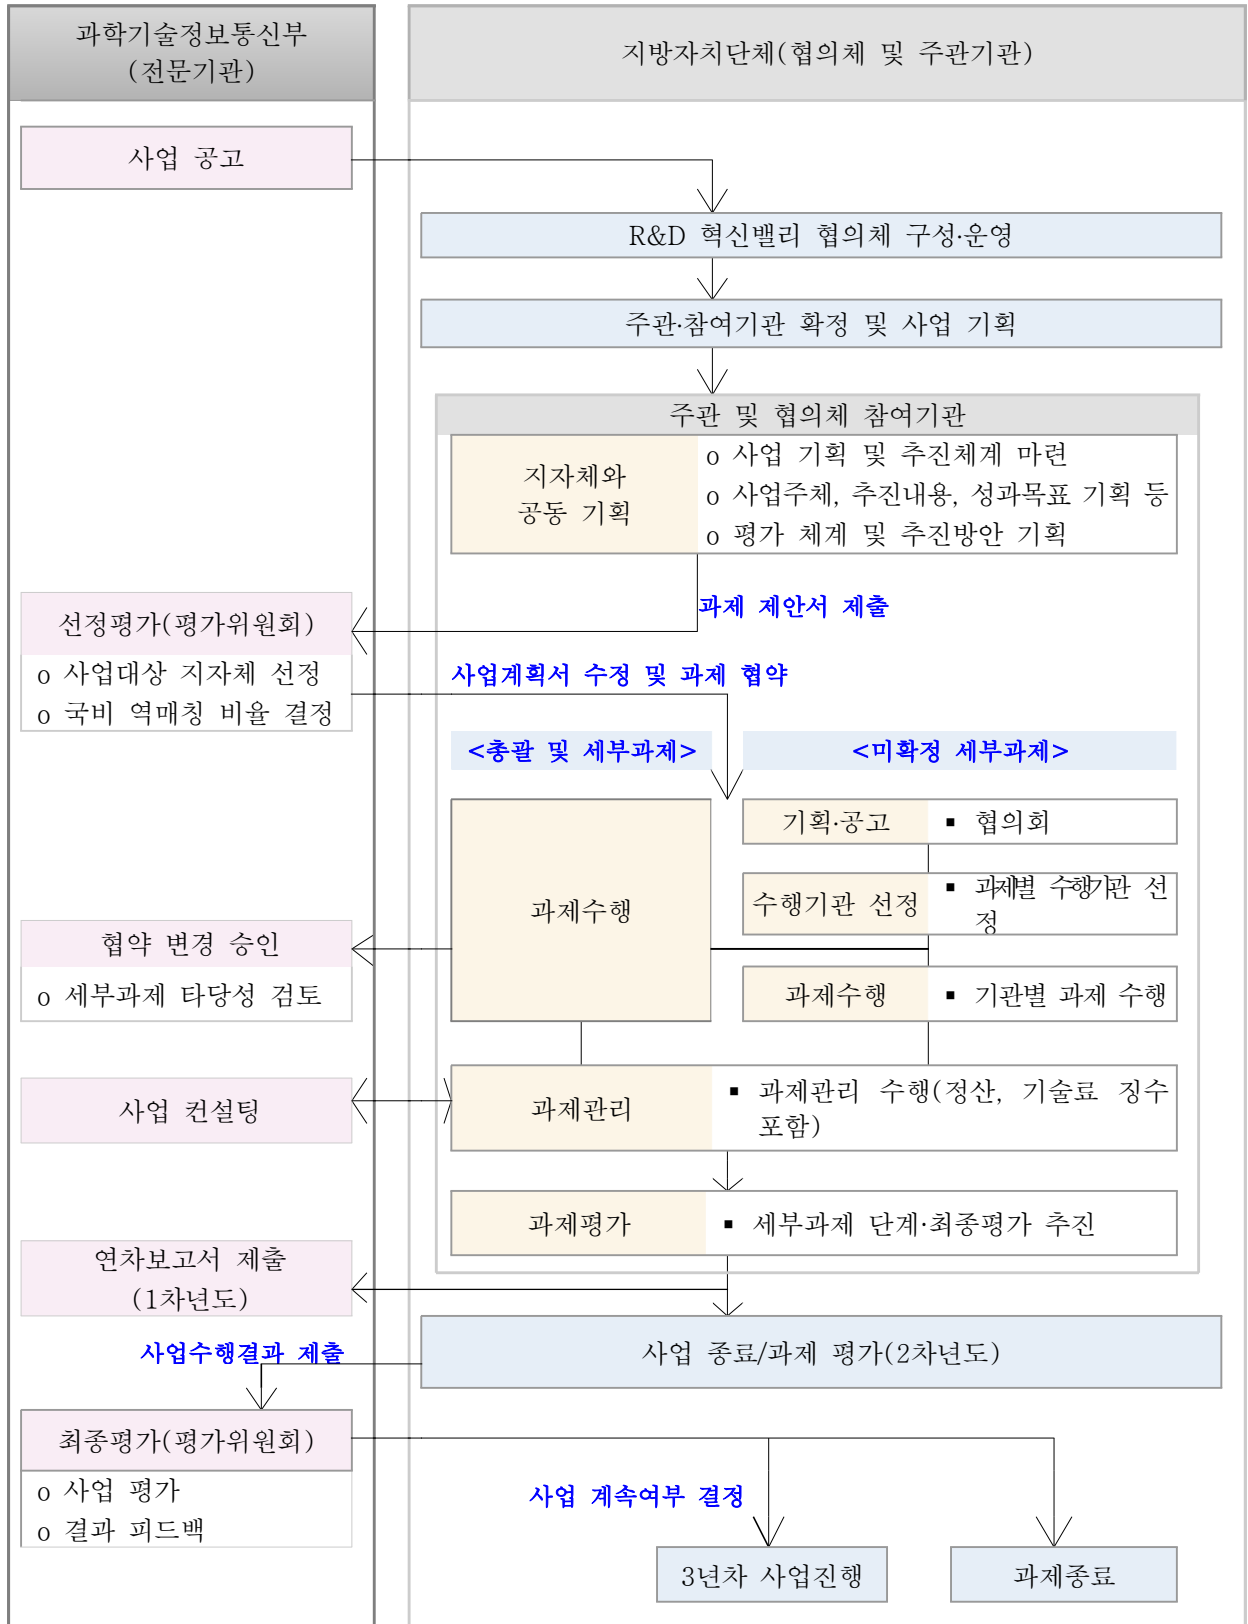 과학기술정보통신부
(전문기관)
지방자치단체(협의체 및 주관기관)
사업 공고
R&D 혁신밸리 협의체 구성·운영
주관·참여기관 확정 및 사업 기획
주관 및 협의체 참여기관
지자체와
공동 기획
o 사업 기획 및 추진체계 마련
o 사업주체, 추진내용, 성과목표 기획 등
o 평가 체계 및 추진방안 기획
과제 제안서 제출
선정평가(평가위원회)
o 사업대상 지자체 선정
o 국비 역매칭 비율 결정
사업계획서 수정 및 과제 협약
<총괄 및 세부과제>
<미확정 세부과제>
과제수행
기획·공고
▪ 협의회
수행기관 선정
▪ 과제별 수행기관 선
정
협약 변경 승인
o 세부과제 타당성 검토
과제수행
▪ 기관별 과제 수행
사업 컨설팅
과제관리
▪ 과제관리 수행(정산, 기술료 징수
포함)
과제평가
▪ 세부과제 단계·최종평가 추진
연차보고서 제출
(1차년도)
사업수행결과 제출
사업 종료/과제 평가(2차년도)
최종평가(평가위원회)
o 사업 평가
o 결과 피드백
사업 계속여부 결정
3년차 사업진행
과제종료